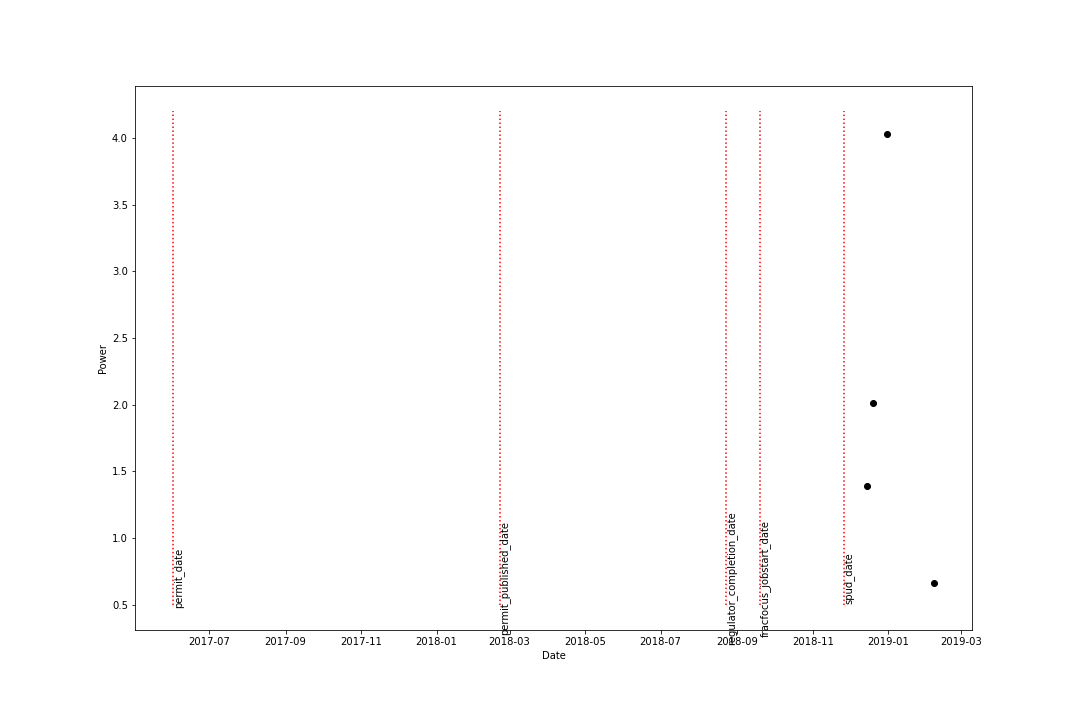 4.0
3.5
3.0
2.5
2.0
1.5
1.0
0.5
Power
permit_date
permit_published_date
regulator_completion_date
fracfocus_jobstart_date
spud_date
2017-07 2017-09 2017-11 2018-01 2018-03 2018-05 2018-07 2018-09 2018-11 2019-01 2019-03
Date